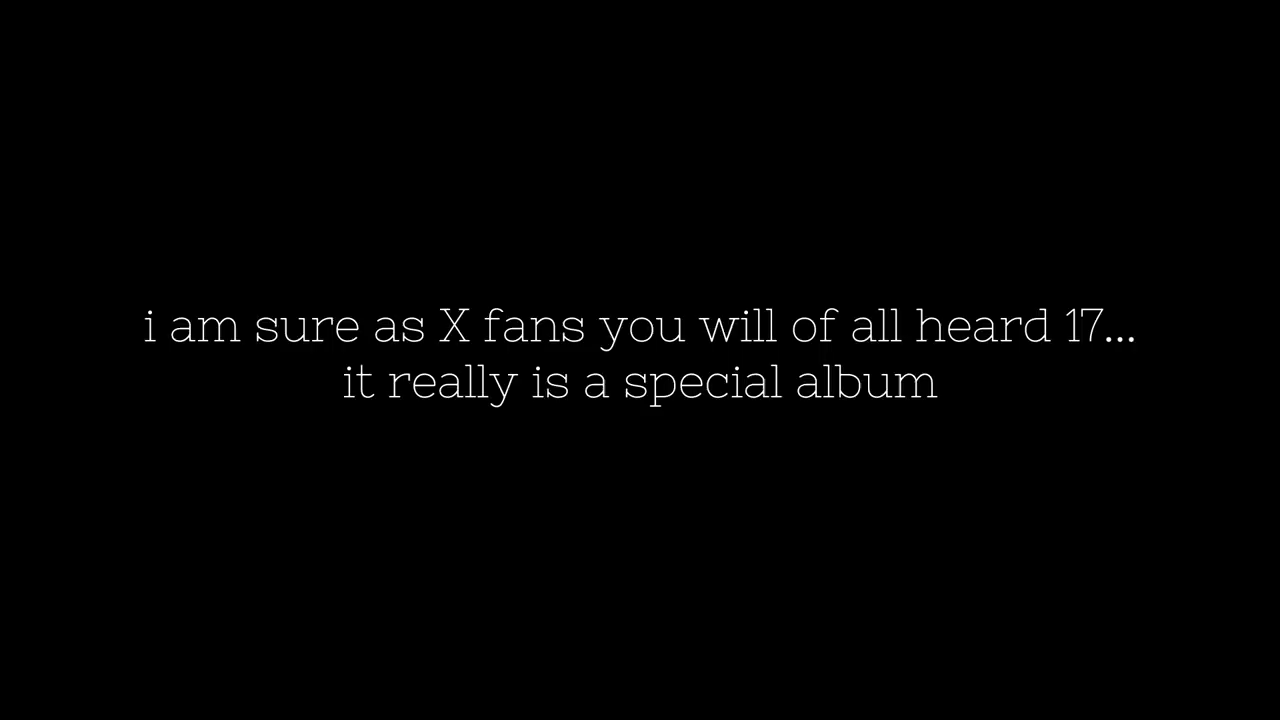 i am sure as X fans you will of all heard 17...
it really is a special album